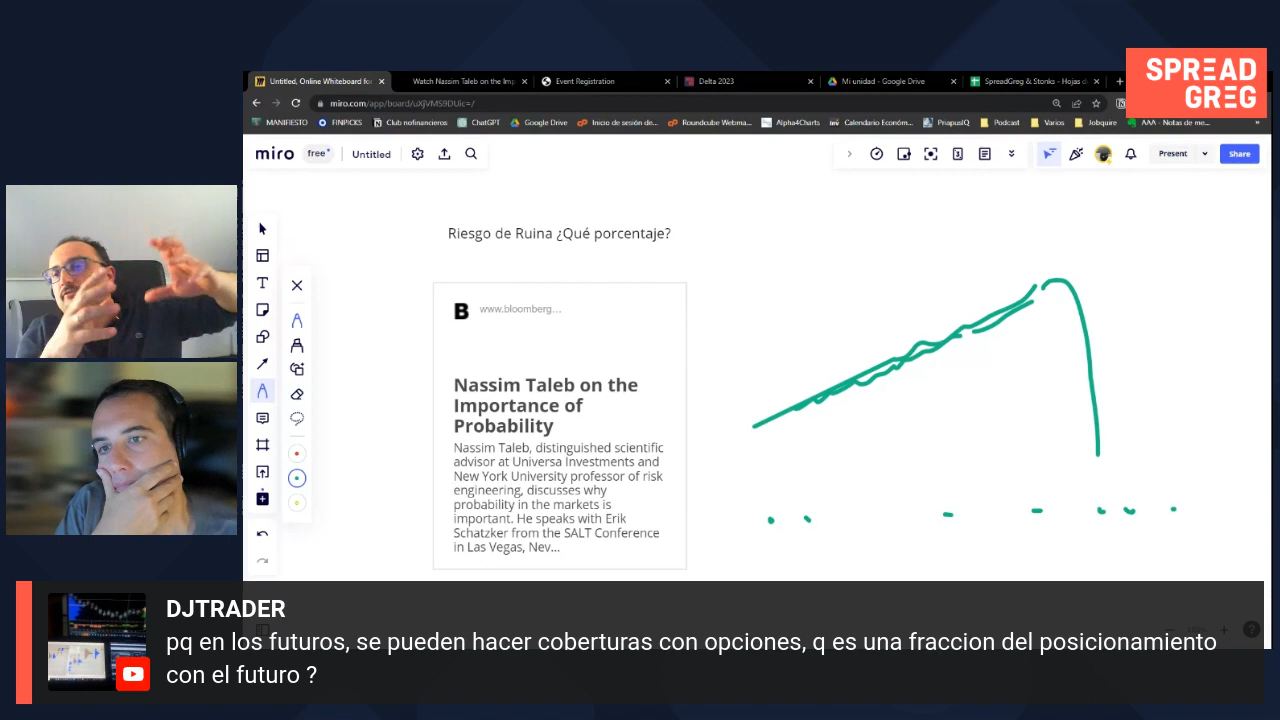 SPREAD
GREG
Untitled, Online Whiteboard for
Watch Nassim Taleb on the Imp
Event Registration
Delta 2023
Mi unidad - Google Drive
SpreadGreg & Stonks - Hojas de
miro.com/app/board/uXjVMS9DUic=/
MANIFIESTO
FINPICKS
Club nofinancieros
ChatGPT
Google Drive
Inicio de sesión de...
Roundcube Webma...
Alpha4Charts
Calendario Económ...
PriapusIQ
Podcast
Varios
Jobquire
AAA - Notas de me...
miro
free
Untitled
Present
Share
Riesgo de Ruina ¿Qué porcentaje?
B
www.bloomberg...
Nassim Taleb on the
Importance of
Probability
Nassim Taleb, distinguished scientific
advisor at Universa Investments and
New York University professor of risk
engineering, discusses why
probability in the markets is
important. He speaks with Erik
Schatzker from the SALT Conference
in Las Vegas, Nev...
DJTRADER
pq en los futuros, se pueden hacer coberturas con opciones, q es una fraccion del posicionamiento
con el futuro ?